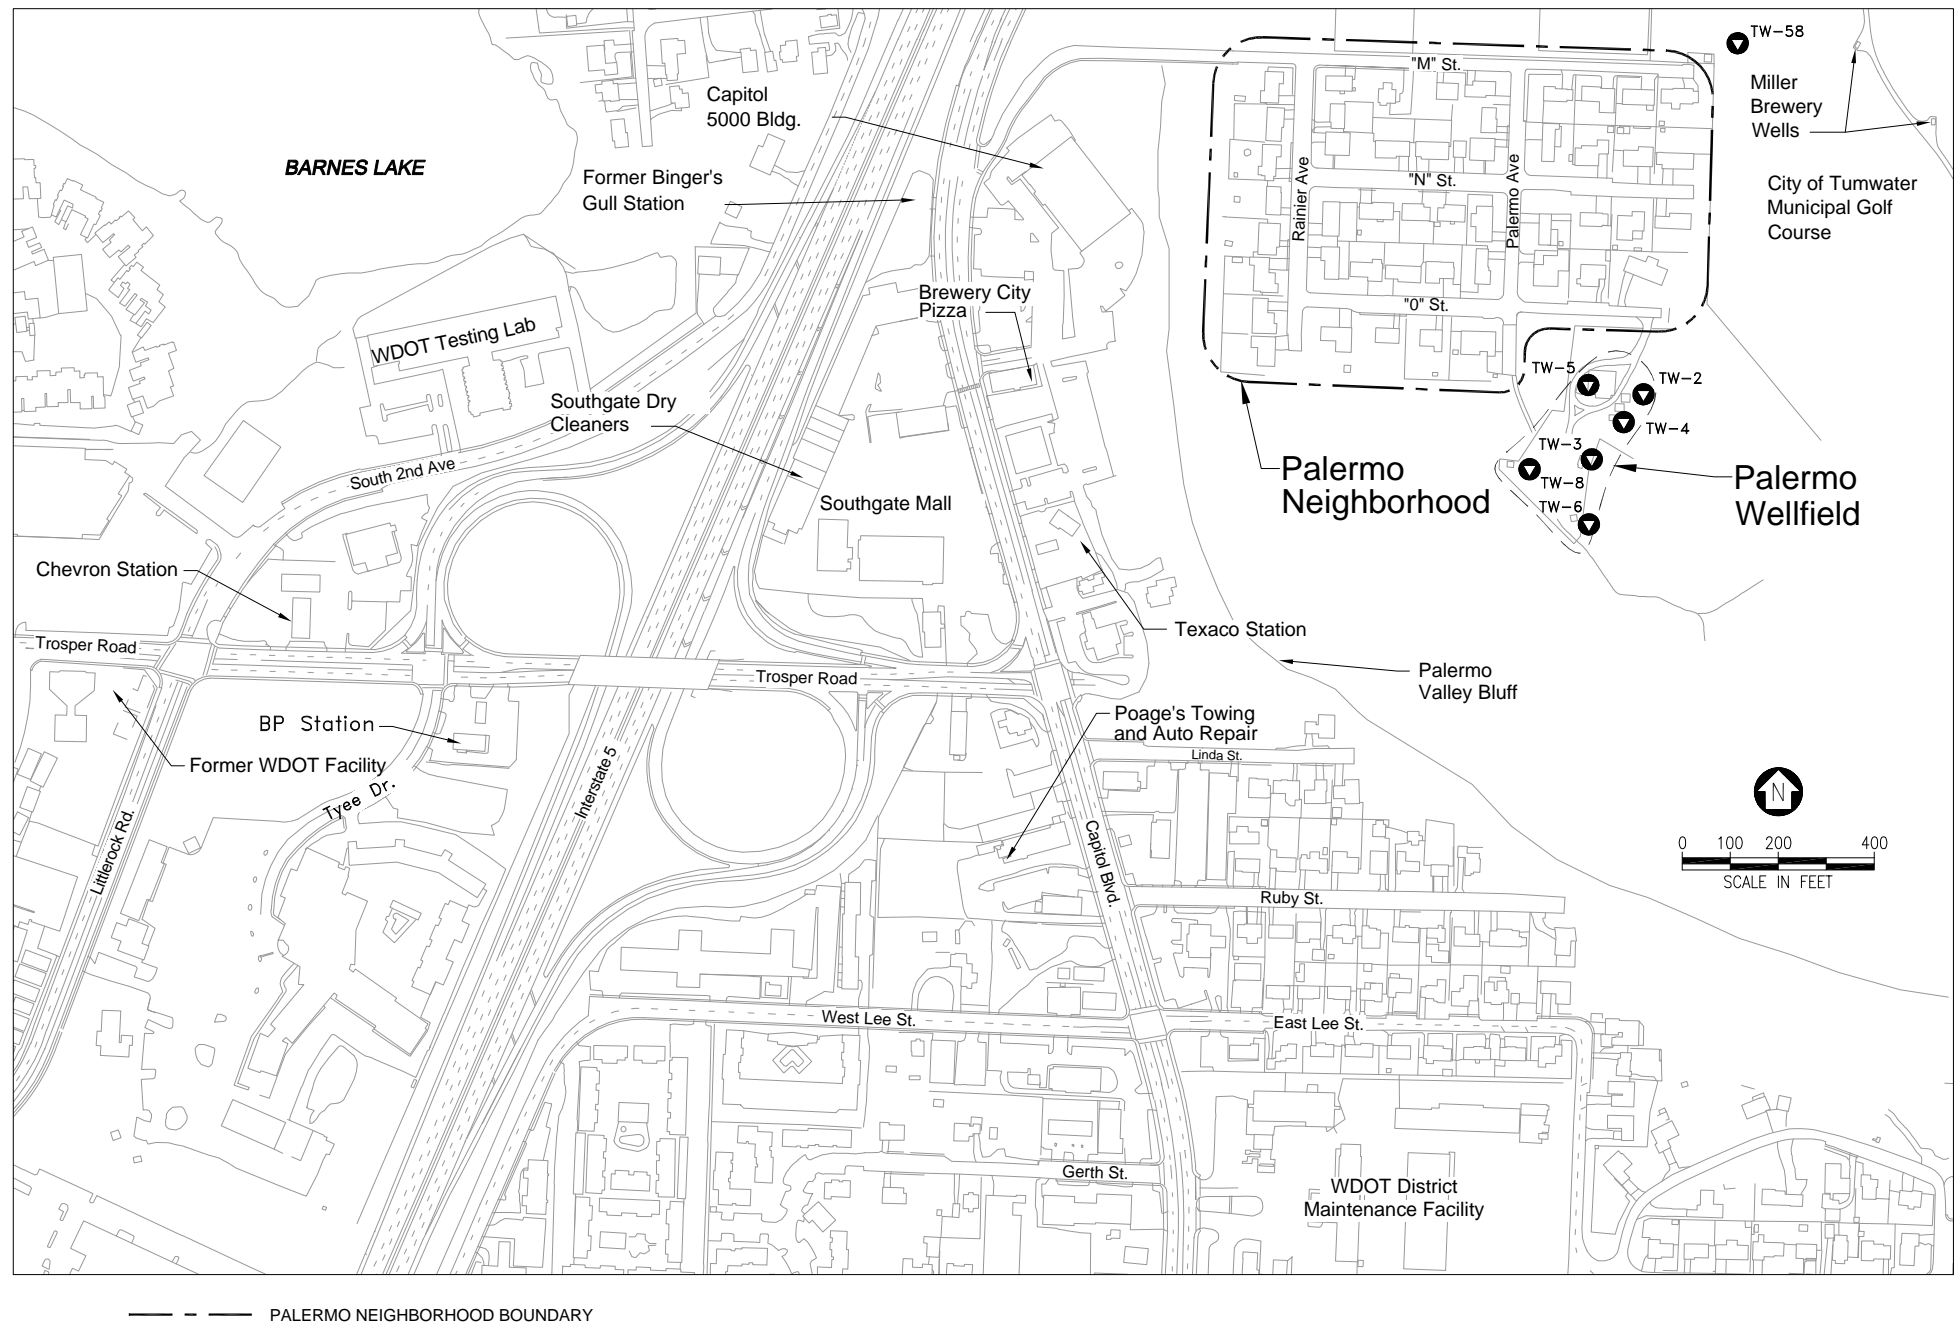 TW-58
"M" St.
Miller
Brewery
Wells
Capitol
5000 Bldg.
BARNES LAKE
Former Binger's
Gull Station
Rainier Ave
"N" St.
Palermo Ave
City of Tumwater
Municipal Golf
Course
Brewery City
Pizza
"0" St.
WDOT Testing Lab
TW-5
TW-2
Southgate Dry
Cleaners
TW-4
TW-3
South 2nd Ave
Palermo
Neighborhood
TW-8
Palermo
Wellfield
Southgate Mall
TW-6
Chevron Station
Texaco Station
Trosper Road
Trosper Road
Palermo
Valley Bluff
BP Station
Poage's Towing
and Auto Repair
Linda St.
Former WDOT Facility
Interstate 5
Tyee Dr.
N
Littlerock Rd.
Capitol Blvd.
0 100 200 400
SCALE IN FEET
Ruby St.
West Lee St.
East Lee St.
Gerth St.
WDOT District
Maintenance Facility
PALERMO NEIGHBORHOOD BOUNDARY